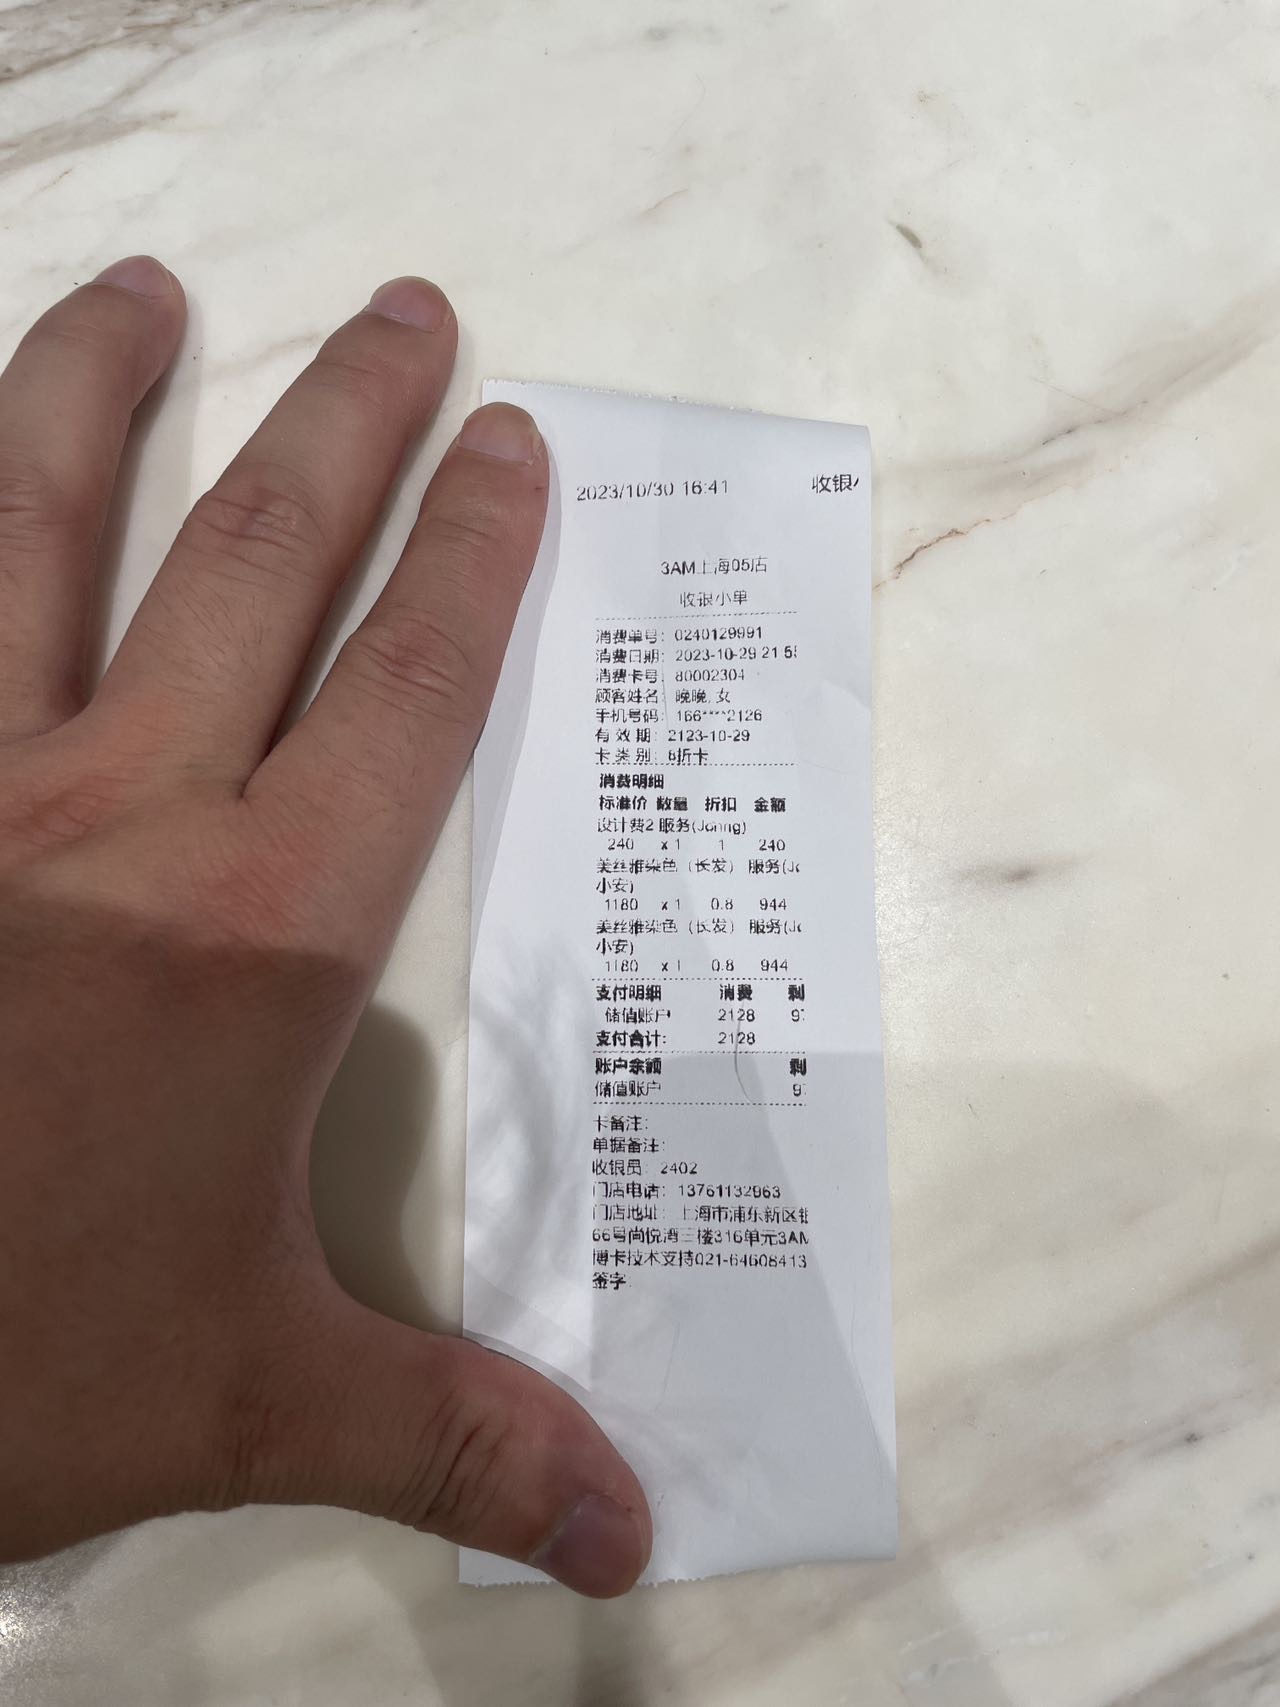 2023/10/30 16:41 收银
3AM上海05店
收银小单
消费单号：0240129991
消费日期：2023-10-29 21:5
消费卡号：80002304
顾客姓名：晚晚,女
手机号码：166****2126
有 效 期：2123-10-29
卡 类 别：8折卡
消费明细
标准价 数量 折扣 金额
设计费2 服务(Jonng)
240 x 1 1 240
美丝雅染色（长发） 服务(J
小安)
1180 x 1 0.8 944
美丝雅染色（长发） 服务(J
小安)
1180 x 1 0.8 944
支付明细 消费 剩
储值账户 2128 9
支付合计: 2128
账户余额 剩
储值账户 9
卡备注:
单据备注:
收银员：2402
门店电话：13761132963
门店地址：上海市浦东新区
66号尚悦湾三楼316单元3AM
博卡技术支持021-64608413
签字: